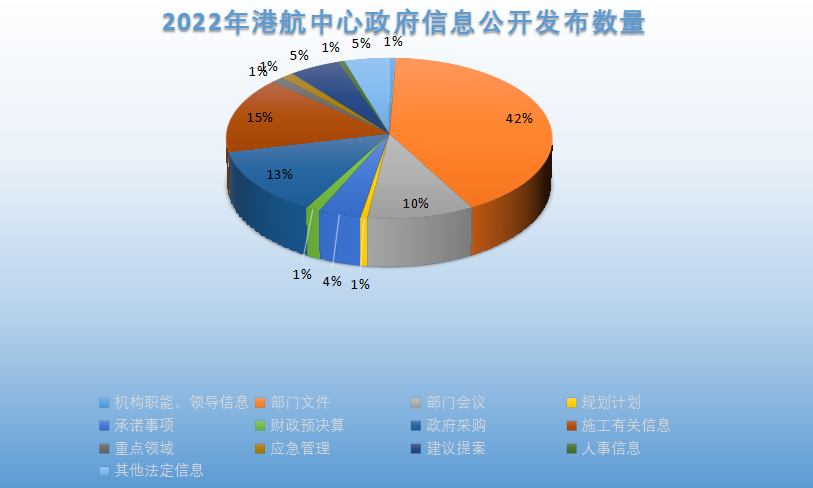 2022年港航中心政府信息公开发布数量
1%
5%
1%
5%
1%
1%
42%
15%
13%
10%
1%
4%
1%
机构职能、领导信息 部门文件 部门会议 规划计划
承诺事项 财政预决算 政府采购 施工有关信息
重点领域 应急管理 建议提案 人事信息
其他法定信息